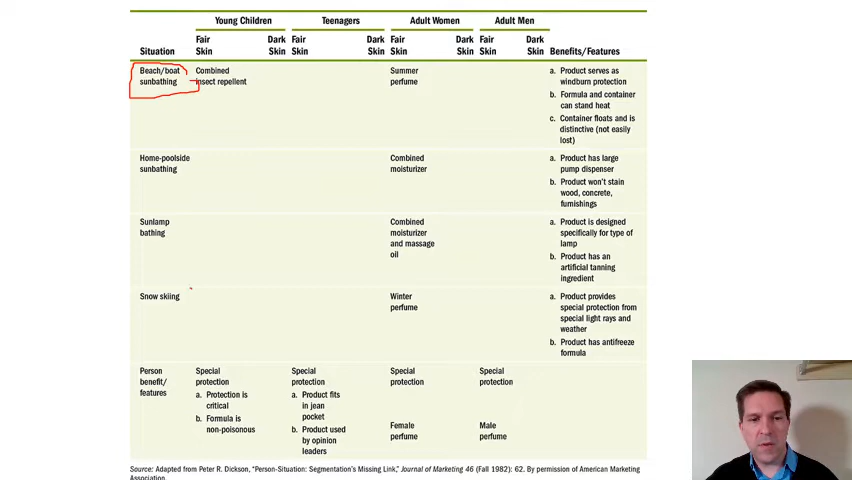 Young Children Teenagers Adult Women Adult Men
Fair Dark Fair Dark Fair Dark Fair Dark
Situation Skin Skin Skin Skin Skin Skin Skin Skin Benefits/Features
Beach/boat Combined Summer a. Product serves as
sunbathing insect repellent perfume windburn protection
b. Formula and container
can stand heat
c. Container floats and is
distinctive (not easily
lost)
Home-poolside Combined a. Product has large
sunbathing moisturizer pump dispenser
b. Product won't stain
wood, concrete,
furnishings
Sunlamp Combined a. Product is designed
bathing moisturizer specifically for type of
and massage lamp
oil b. Product has an
artificial tanning
ingredient
Snow skiing Winter a. Product provides
perfume special protection from
special light rays and
weather
b. Product has antifreeze
formula
Person Special Special Special Special
benefit/ protection protection protection protection
features a. Protection is a. Product fits
critical in jean
b. Formula is pocket
non-poisonous b. Product used Female Male
by opinion perfume perfume
leaders
Source: Adapted from Peter R. Dickson, "Person-Situation: Segmentation's Missing Link," Journal of Marketing 46 (Fall 1982): 62. By permission of American Marketing
Association.